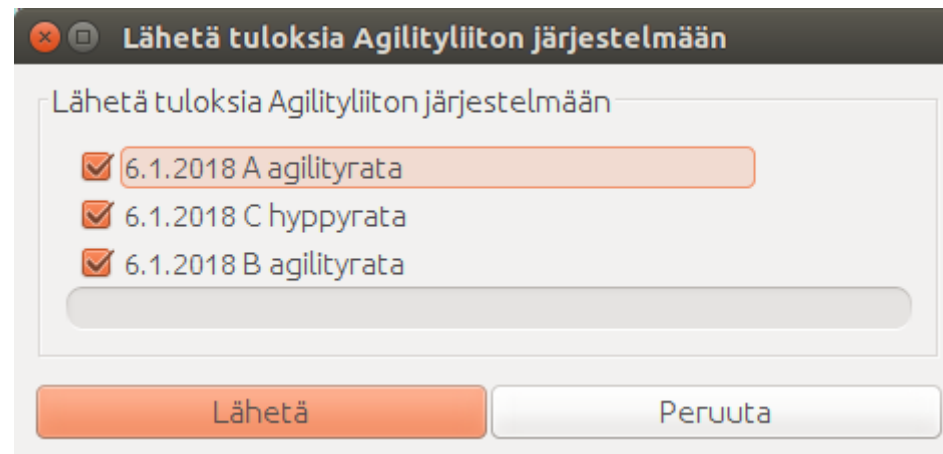 Lähetä tuloksia Agilityliiton järjestelmään
Lähetä tuloksia Agilityliiton järjestelmään
6.1.2018 A agilityrata
6.1.2018 C hyppyrata
6.1.2018 B agilityrata
Lähetä
Peruuta